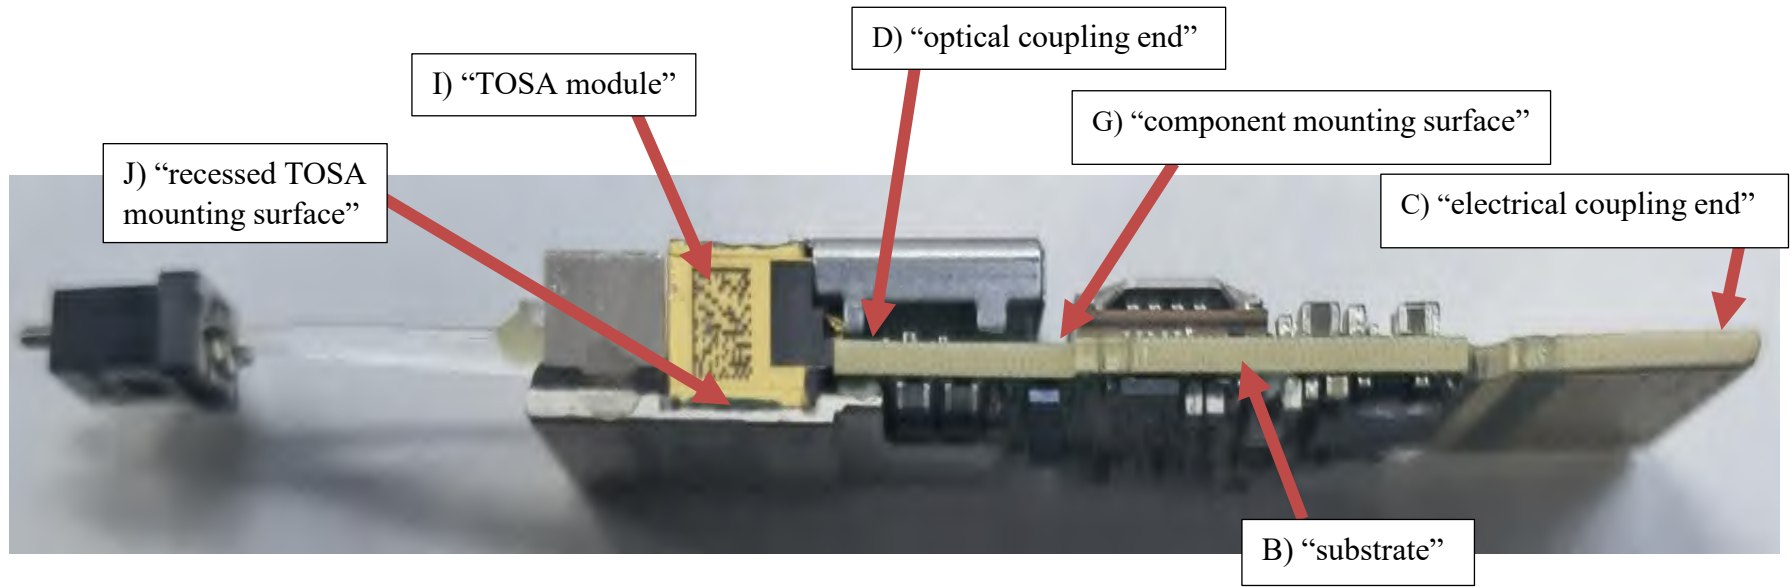 D) “optical coupling end”
I) “TOSA module”
G) “component mounting surface”
J) “recessed TOSA
mounting surface”
C) “electrical coupling end”
B) “substrate”